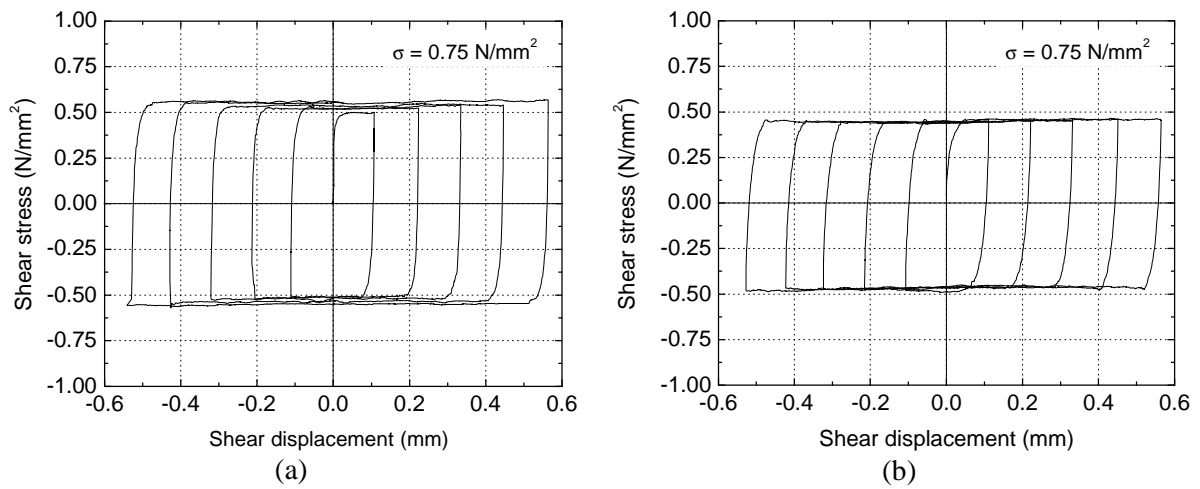 1.00
0.75
0.50
0.25
0.00
-0.25
-0.50
-0.75
-1.00
Shear stress (N/mm²)
σ = 0.75 N/mm²
-0.6 -0.4 -0.2 0.0 0.2 0.4 0.6
Shear displacement (mm)
(a)
1.00
0.75
0.50
0.25
0.00
-0.25
-0.50
-0.75
-1.00
Shear stress (N/mm²)
σ = 0.75 N/mm²
-0.6 -0.4 -0.2 0.0 0.2 0.4 0.6
Shear displacement (mm)
(b)